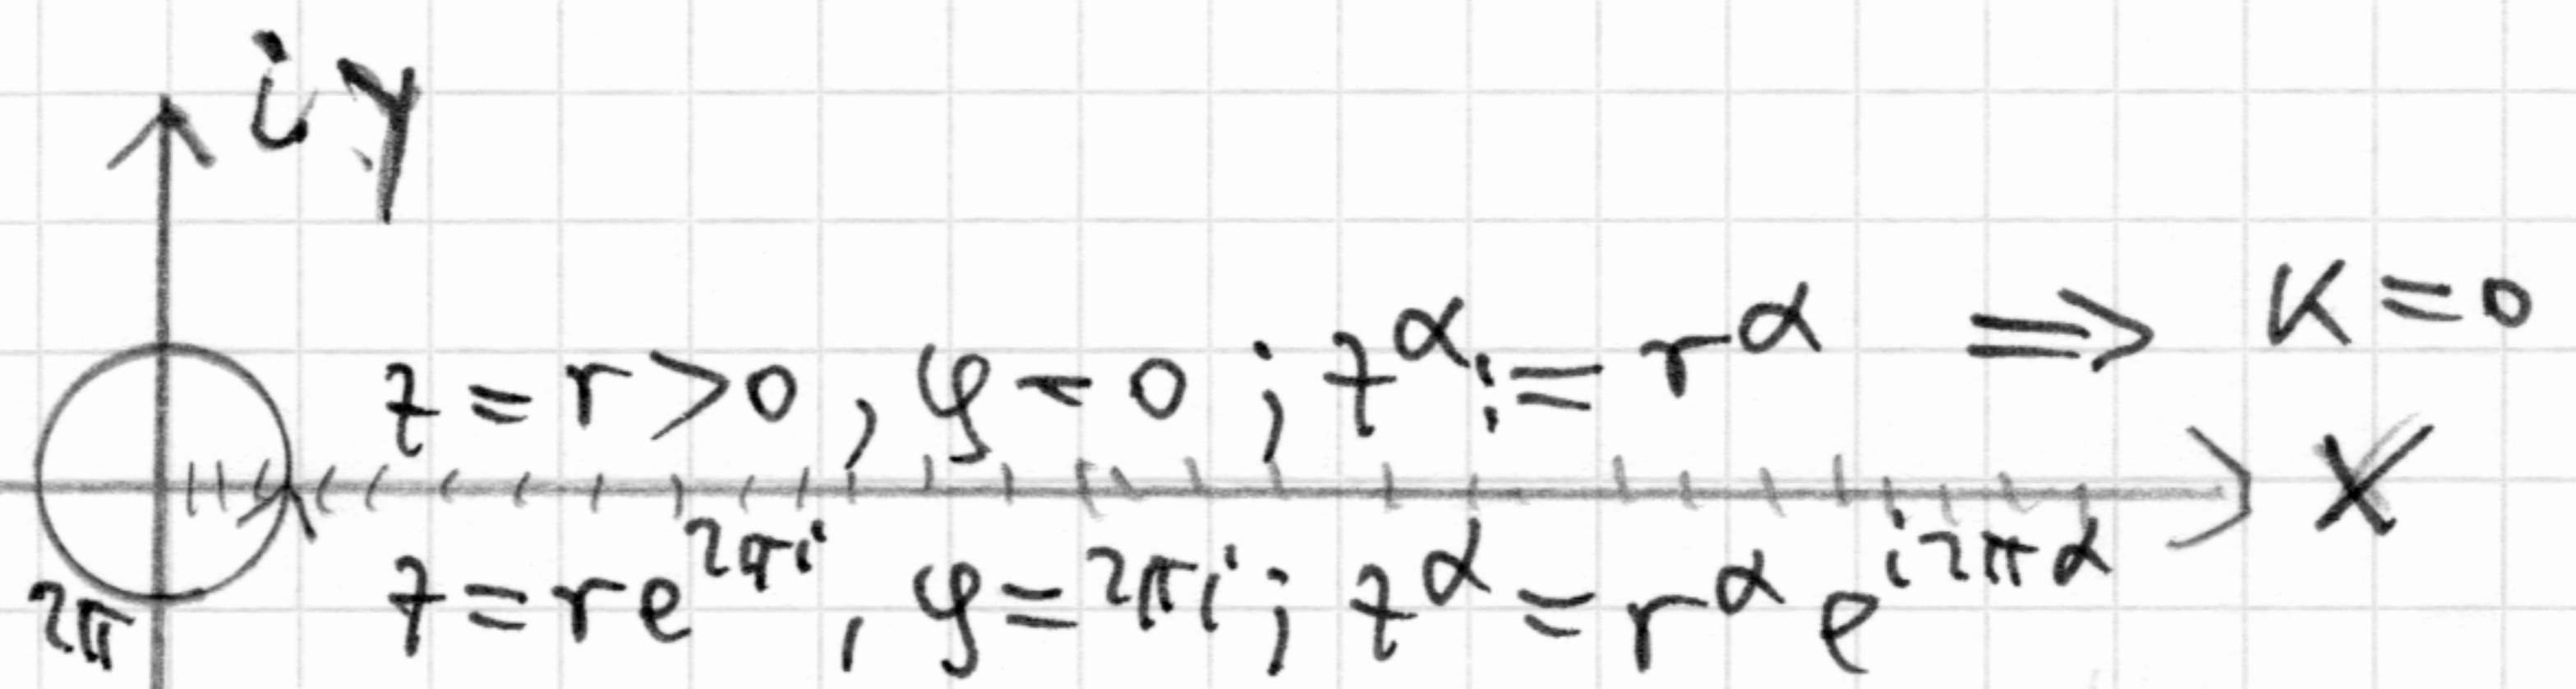 iy
z = r > 0, φ = 0; z^α := r^α ⟹ K = 0
x
z = re^{2πi}, φ = 2πi; z^α = r^α e^{i2πα}
2π